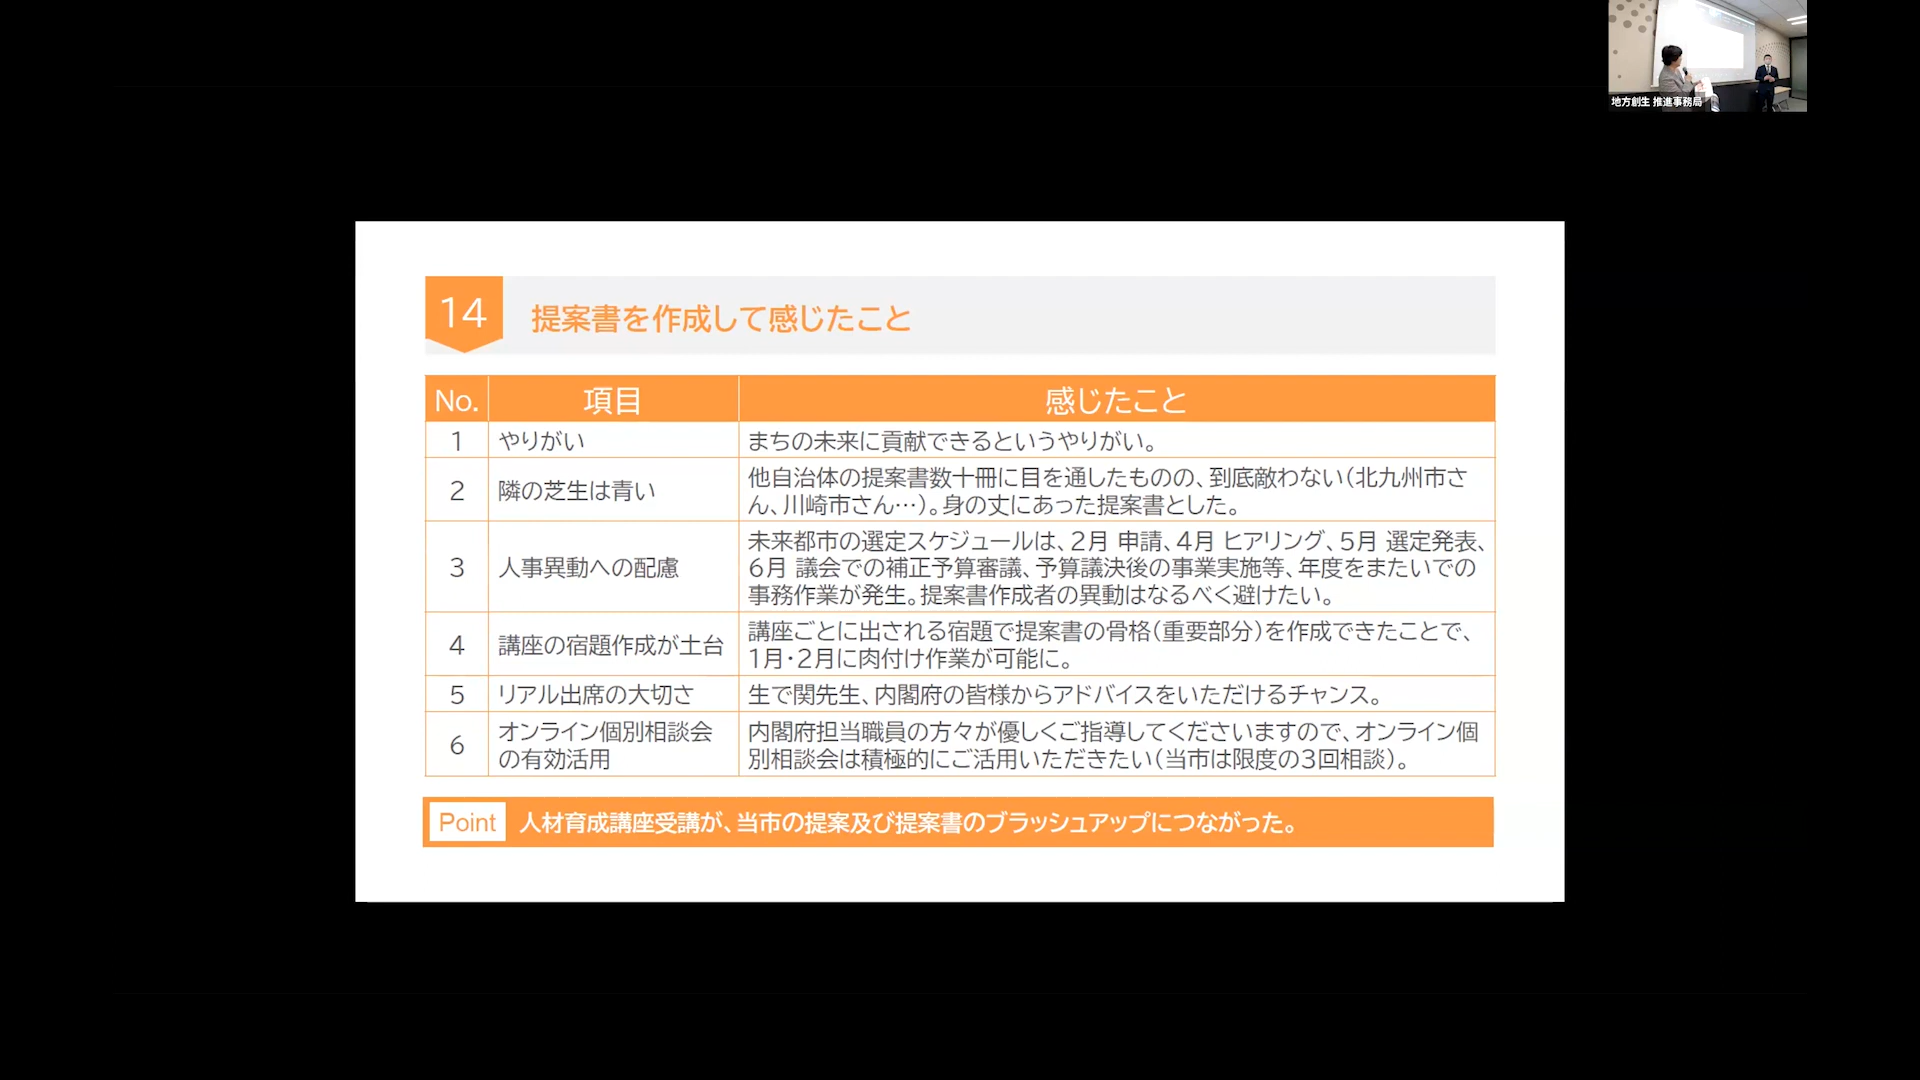 地方創生 推進事務局
14
提案書を作成して感じたこと
No. 項目 感じたこと
1 やりがい まちの未来に貢献できるというやりがい。
2 隣の芝生は青い 他自治体の提案書数十冊に目を通したものの、到底敵わない（北九州市さ
ん、川崎市さん…）。身の丈にあった提案書とした。
3 人事異動への配慮 未来都市の選定スケジュールは、2月 申請、4月 ヒアリング、5月 選定発表、
6月 議会での補正予算審議、予算議決後の事業実施等、年度をまたいでの
事務作業が発生。提案書作成者の異動はなるべく避けたい。
4 講座の宿題作成が土台 講座ごとに出される宿題で提案書の骨格（重要部分）を作成できたことで、
1月・2月に肉付け作業が可能に。
5 リアル出席の大切さ 生で関先生、内閣府の皆様からアドバイスをいただけるチャンス。
6 オンライン個別相談会
の有効活用
内閣府担当職員の方々が優しくご指導してくださいますので、オンライン個
別相談会は積極的にご活用いただきたい（当市は限度の3回相談）。
Point 人材育成講座受講が、当市の提案及び提案書のブラッシュアップにつながった。